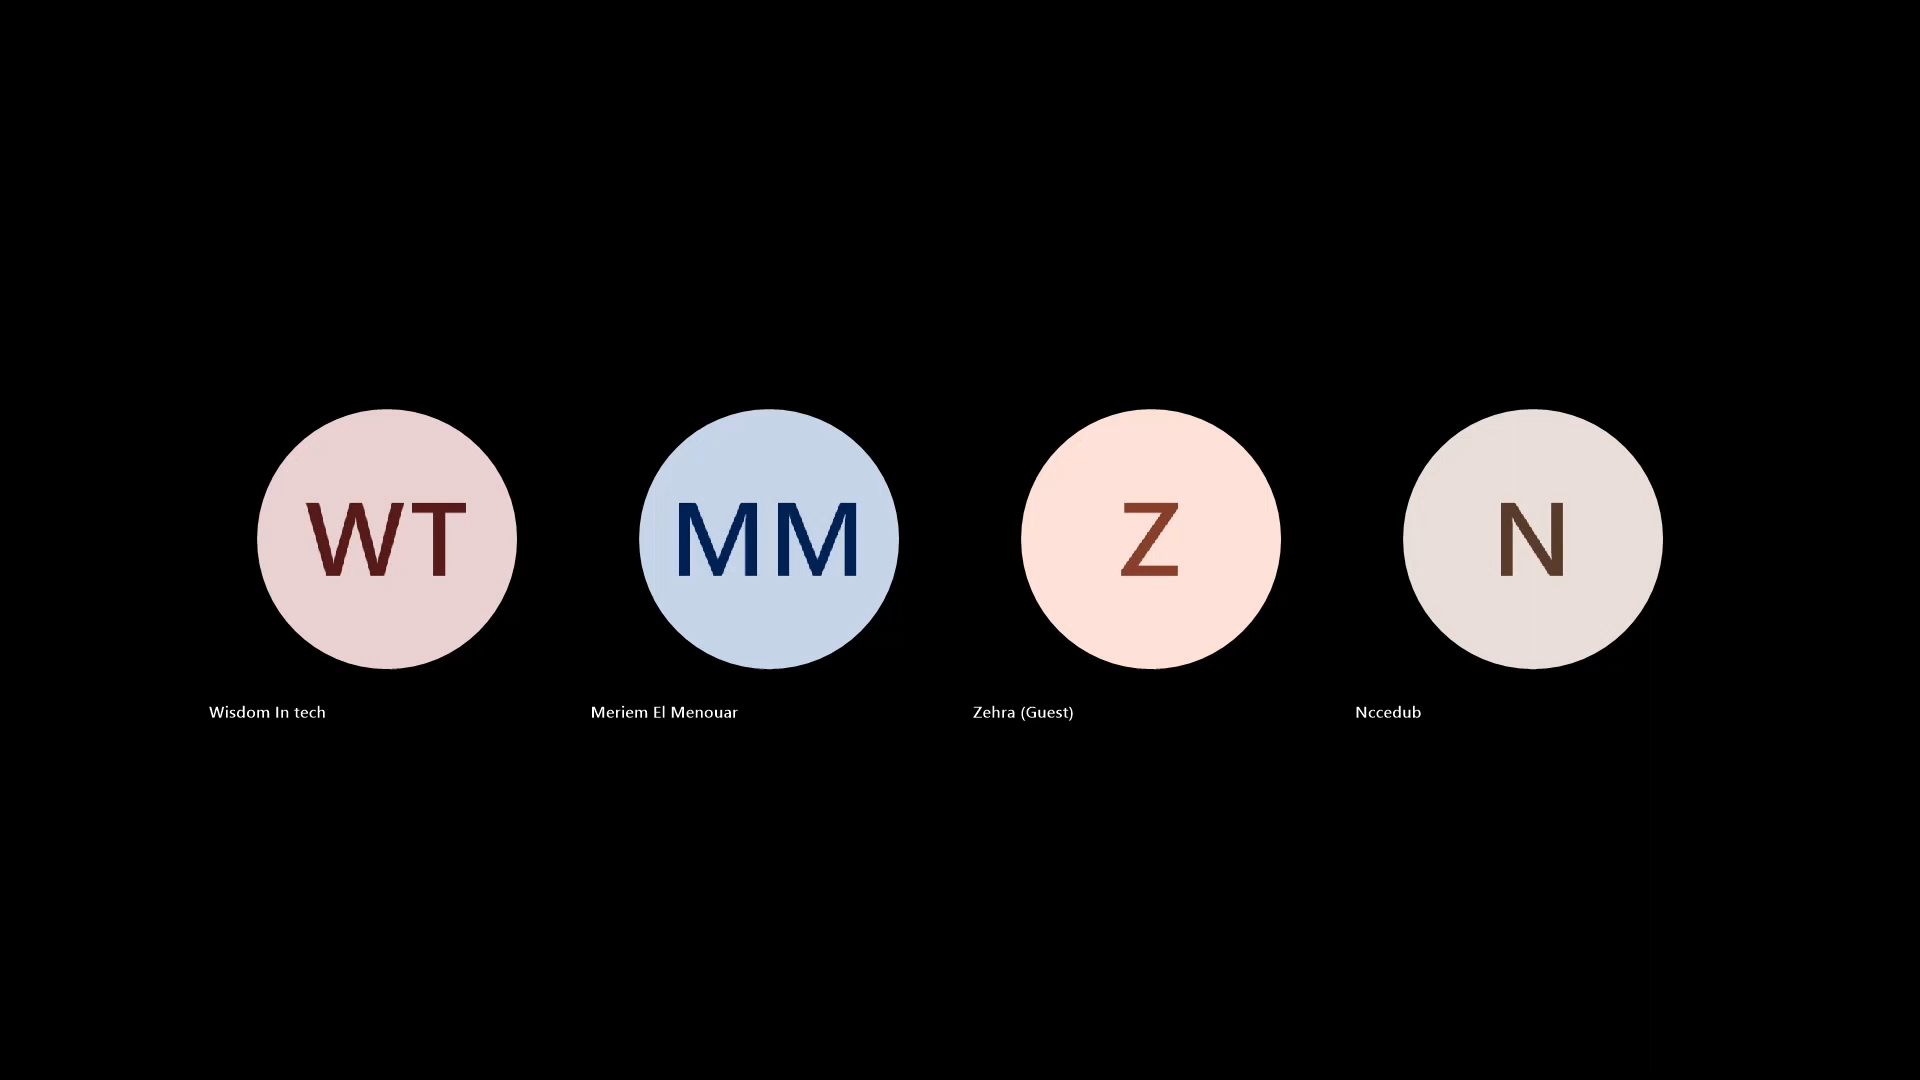 WT
MM
Z
N
Wisdom In tech
Meriem El Menouar
Zehra (Guest)
Nccedub